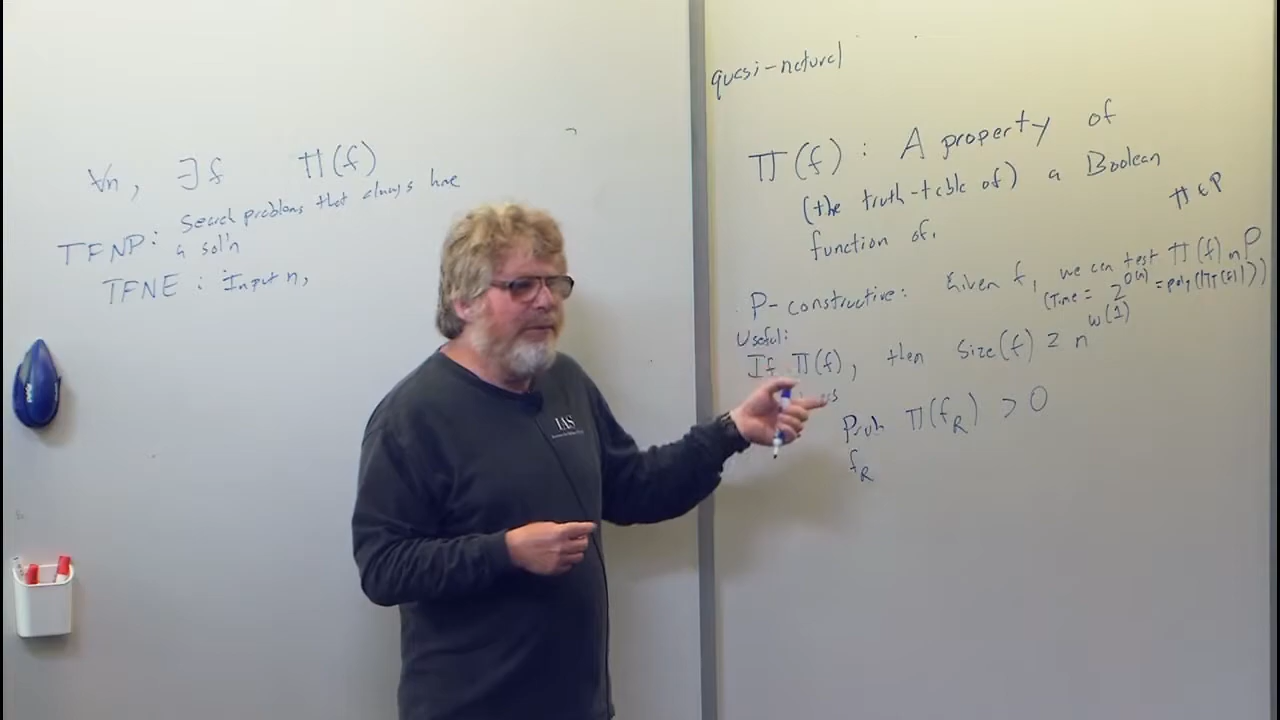 ∀n, ∃f Π(f)
TFNP: Search problems that always have
a sol'n
TFNE: Input n,
IAS
quasi-natural
Π(f): A property of
(the truth-table of) a Boolean
function of.
Π ∈ P
P-constructive: Given f, we can test Π(f) in P
(Time = 2^O(n) = poly(|TT(f)|))
Useful:
If Π(f), then Size(f) ≥ n^ω(1)
Prob Π(f_R) > 0
f_R